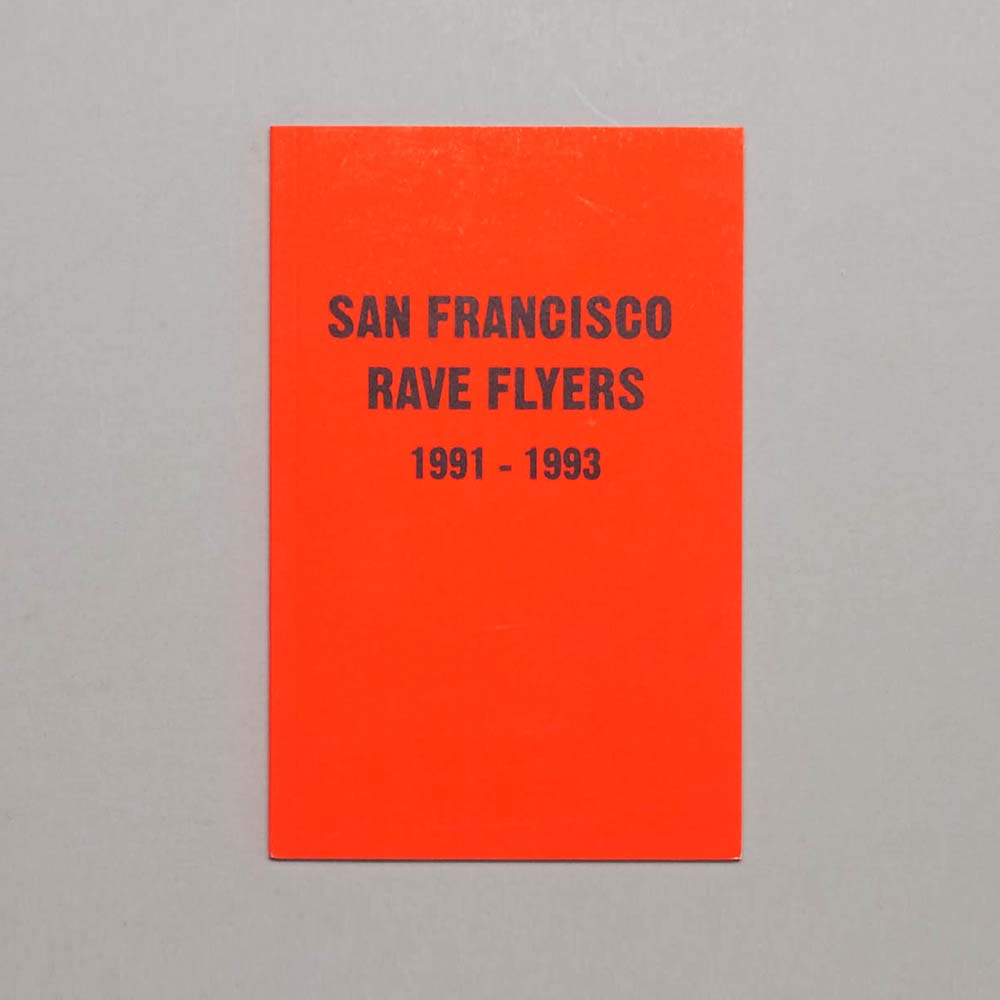 SAN FRANCISCO
RAVE FLYERS
1991 - 1993